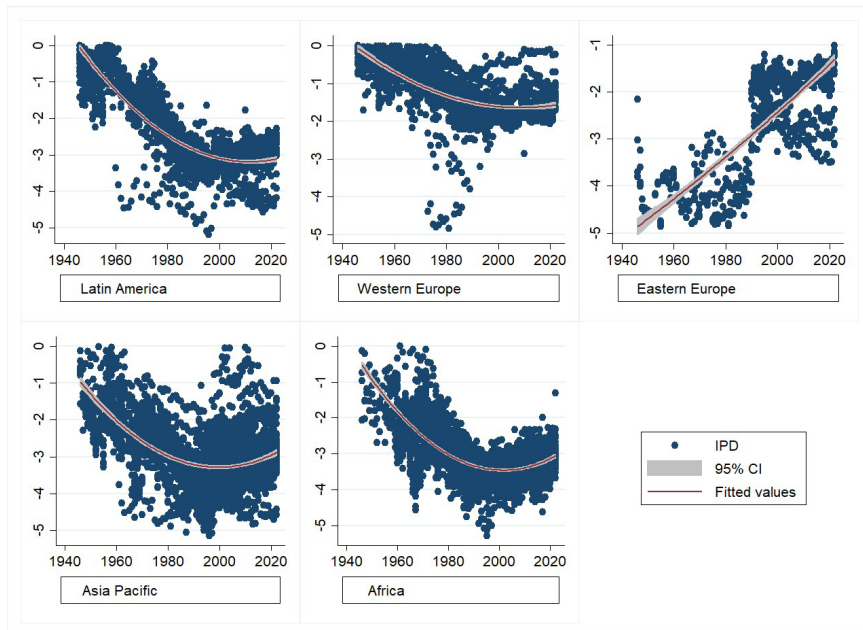 0
-1
-2
-3
-4
-5
1940 1960 1980 2000 2020
Latin America
0
-1
-2
-3
-4
-5
1940 1960 1980 2000 2020
Western Europe
-1
-2
-3
-4
-5
1940 1960 1980 2000 2020
Eastern Europe
0
-1
-2
-3
-4
-5
1940 1960 1980 2000 2020
Asia Pacific
0
-1
-2
-3
-4
-5
1940 1960 1980 2000 2020
Africa
IPD
95% CI
Fitted values